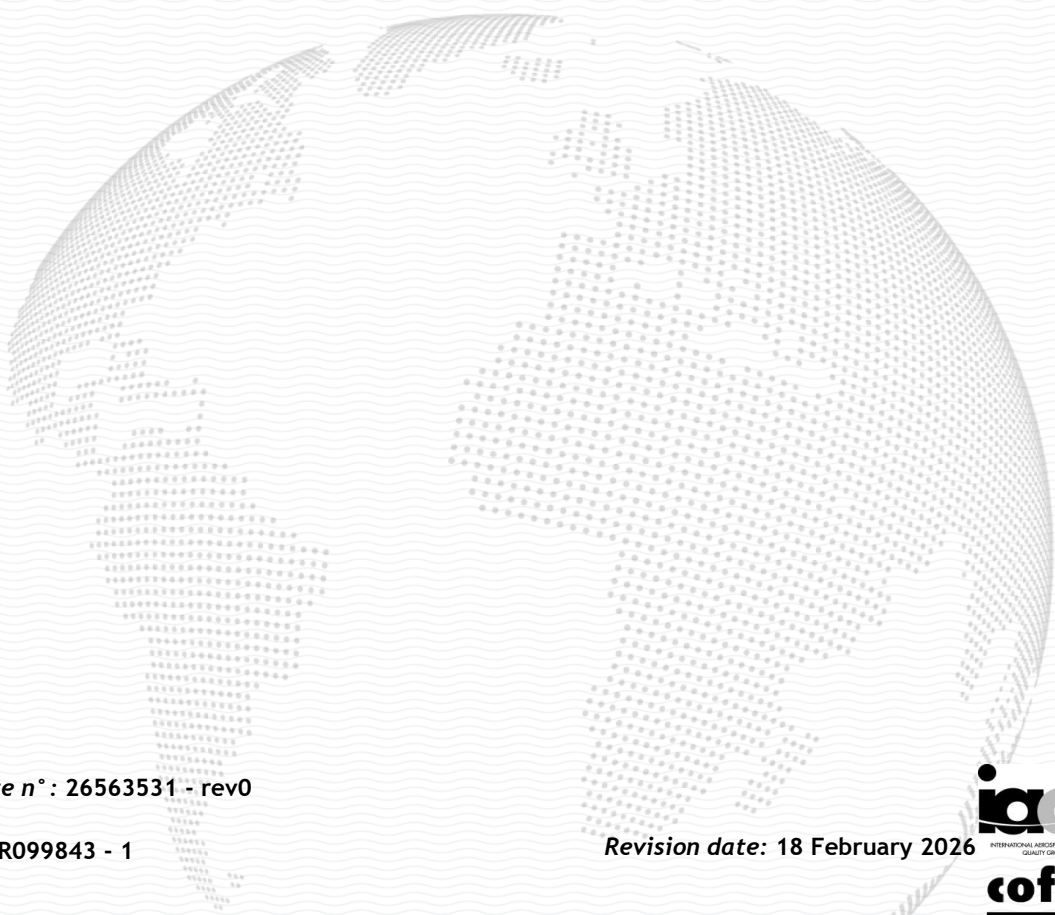 e n° : 26563531 - rev0
R099843 - 1
Revision date: 18 February 2026
INTERNATIONAL AEROSP
QUALITY GR
cof